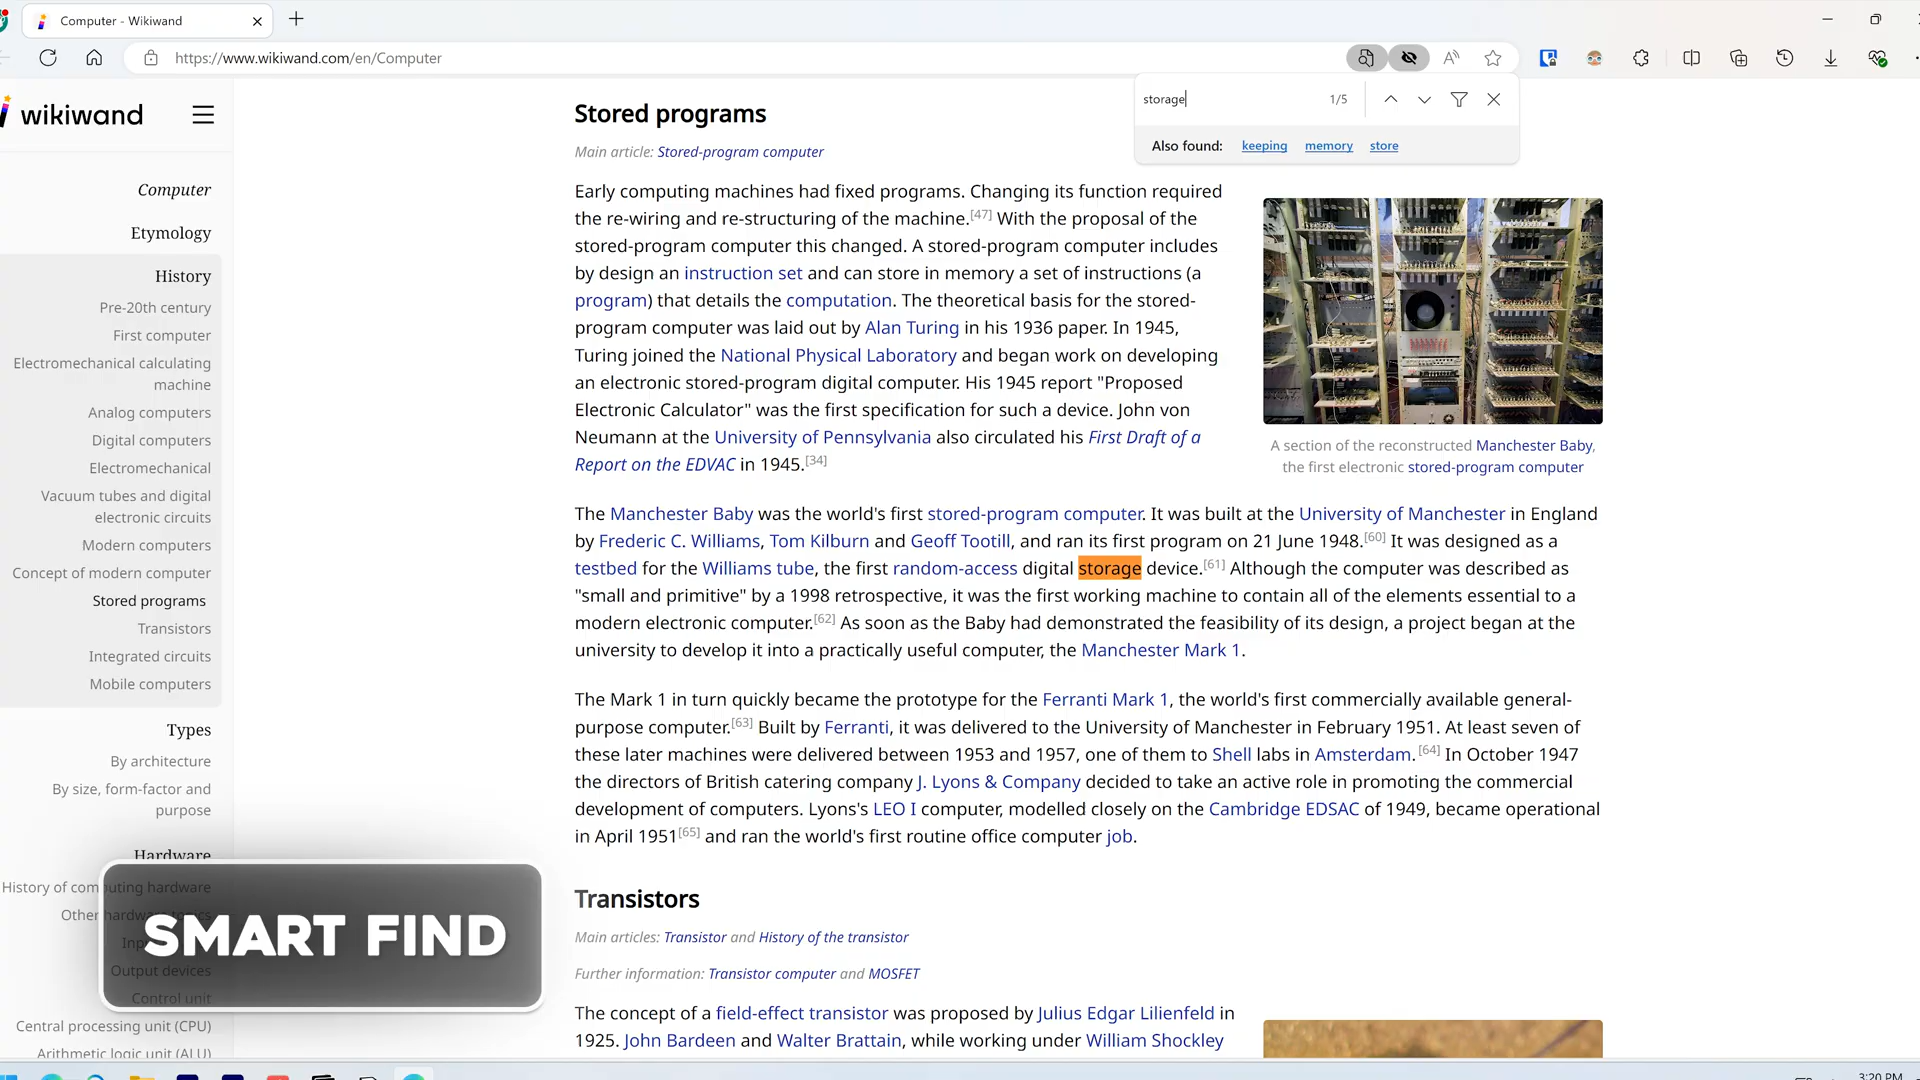 Computer - Wikiwand
https://www.wikiwand.com/en/Computer
storage 1/5
Also found: keeping memory store
wikiwand
Computer
Etymology
History
Pre-20th century
First computer
Electromechanical calculating
machine
Analog computers
Digital computers
Electromechanical
Vacuum tubes and digital
electronic circuits
Modern computers
Concept of modern computer
Stored programs
Transistors
Integrated circuits
Mobile computers
Types
By architecture
By size, form-factor and
purpose
Hardware
History of computing hardware
Other hardware topics
Output devices
Control unit
Central processing unit (CPU)
Arithmetic logic unit (ALU)
SMART FIND
Stored programs
Main article: Stored-program computer
Early computing machines had fixed programs. Changing its function required
the re-wiring and re-structuring of the machine.[47] With the proposal of the
stored-program computer this changed. A stored-program computer includes
by design an instruction set and can store in memory a set of instructions (a
program) that details the computation. The theoretical basis for the stored-
program computer was laid out by Alan Turing in his 1936 paper. In 1945,
Turing joined the National Physical Laboratory and began work on developing
an electronic stored-program digital computer. His 1945 report "Proposed
Electronic Calculator" was the first specification for such a device. John von
Neumann at the University of Pennsylvania also circulated his First Draft of a
Report on the EDVAC in 1945.[34]
A section of the reconstructed Manchester Baby,
the first electronic stored-program computer
The Manchester Baby was the world's first stored-program computer. It was built at the University of Manchester in England
by Frederic C. Williams, Tom Kilburn and Geoff Tootill, and ran its first program on 21 June 1948.[60] It was designed as a
testbed for the Williams tube, the first random-access digital storage device.[61] Although the computer was described as
"small and primitive" by a 1998 retrospective, it was the first working machine to contain all of the elements essential to a
modern electronic computer.[62] As soon as the Baby had demonstrated the feasibility of its design, a project began at the
university to develop it into a practically useful computer, the Manchester Mark 1.
The Mark 1 in turn quickly became the prototype for the Ferranti Mark 1, the world's first commercially available general-
purpose computer.[63] Built by Ferranti, it was delivered to the University of Manchester in February 1951. At least seven of
these later machines were delivered between 1953 and 1957, one of them to Shell labs in Amsterdam.[64] In October 1947
the directors of British catering company J. Lyons & Company decided to take an active role in promoting the commercial
development of computers. Lyons's LEO I computer, modelled closely on the Cambridge EDSAC of 1949, became operational
in April 1951[65] and ran the world's first routine office computer job.
Transistors
Main articles: Transistor and History of the transistor
Further information: Transistor computer and MOSFET
The concept of a field-effect transistor was proposed by Julius Edgar Lilienfeld in
1925. John Bardeen and Walter Brattain, while working under William Shockley
3:20 PM